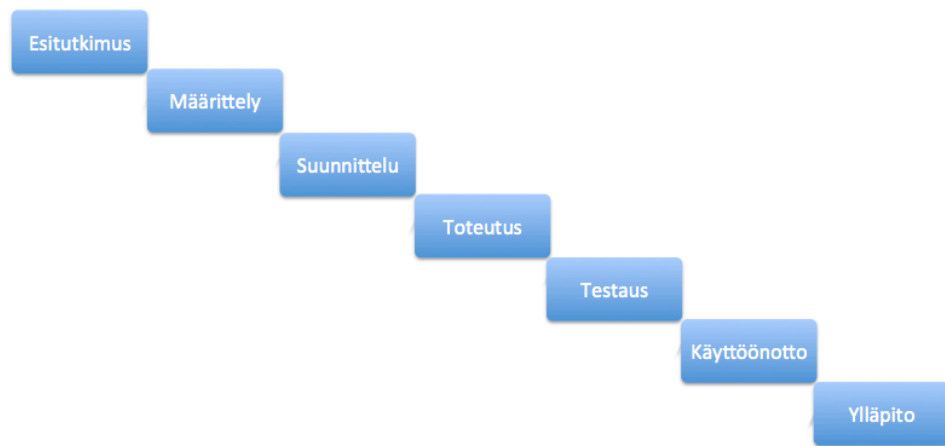 Esitutkimus
Määrittely
Suunnittelu
Toteutus
Testaus
Käyttöönotto
Ylläpito